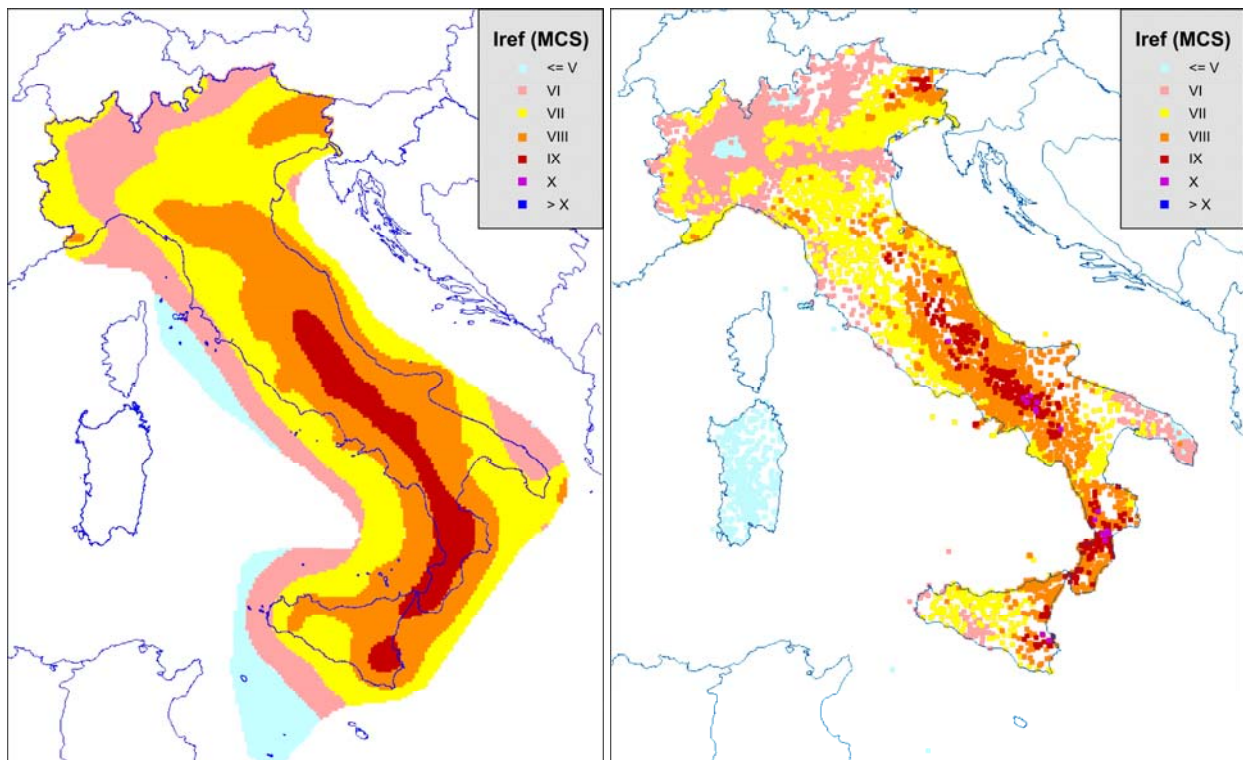 Iref (MCS)
<= V
VI
VII
VIII
IX
X
> X
Iref (MCS)
<= V
VI
VII
VIII
IX
X
> X